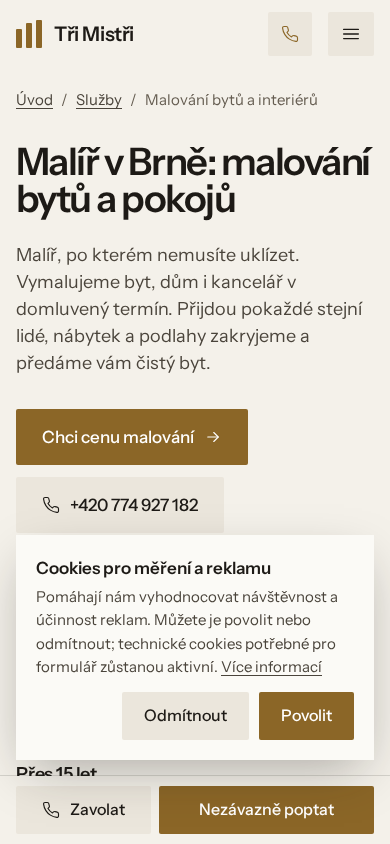 Tři Mistři
Úvod / Služby / Malování bytů a interiérů
Malíř v Brně: malování
bytů a pokojů
Malíř, po kterém nemusíte uklízet.
Vymalujeme byt, dům i kancelář v
domluvený termín. Přijdou pokaždé stejní
lidé, nábytek a podlahy zakryjeme a
předáme vám čistý byt.
Chci cenu malování →
+420 774 927 182
Cookies pro měření a reklamu
Pomáhají nám vyhodnocovat návštěvnost a
účinnost reklam. Můžete je povolit nebo
odmítnout; technické cookies potřebné pro
formulář zůstanou aktivní. Více informací
Odmítnout Povolit
Přes 15 let
Zavolat Nezávazně poptat